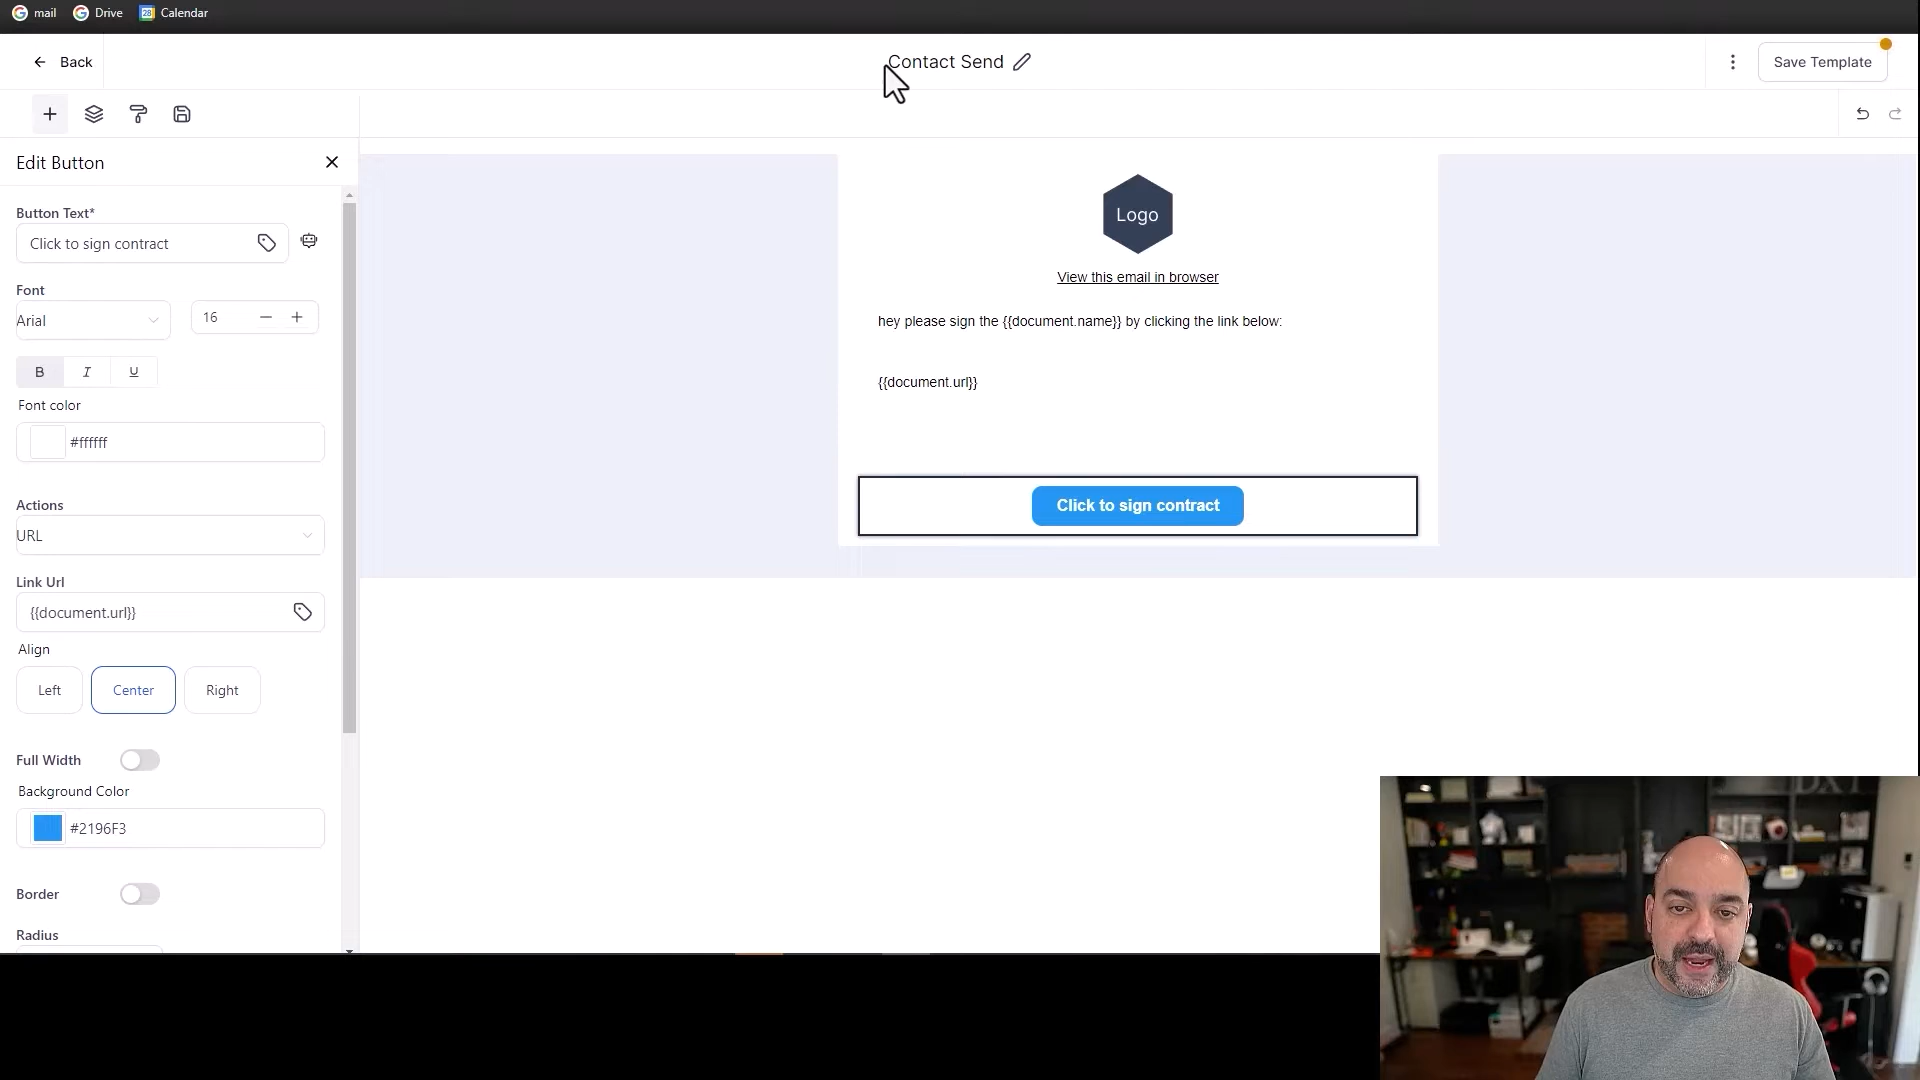 mail
Drive
28
Calendar
Back
Contact Send
Save Template
Edit Button
Button Text*
Click to sign contract
Font
Arial
16
B
I
U
Font color
#ffffff
Actions
URL
Link Url
{{document.url}}
Align
Left
Center
Right
Full Width
Background Color
#2196F3
Border
Radius
Logo
View this email in browser
hey please sign the {{document.name}} by clicking the link below:
{{document.url}}
Click to sign contract